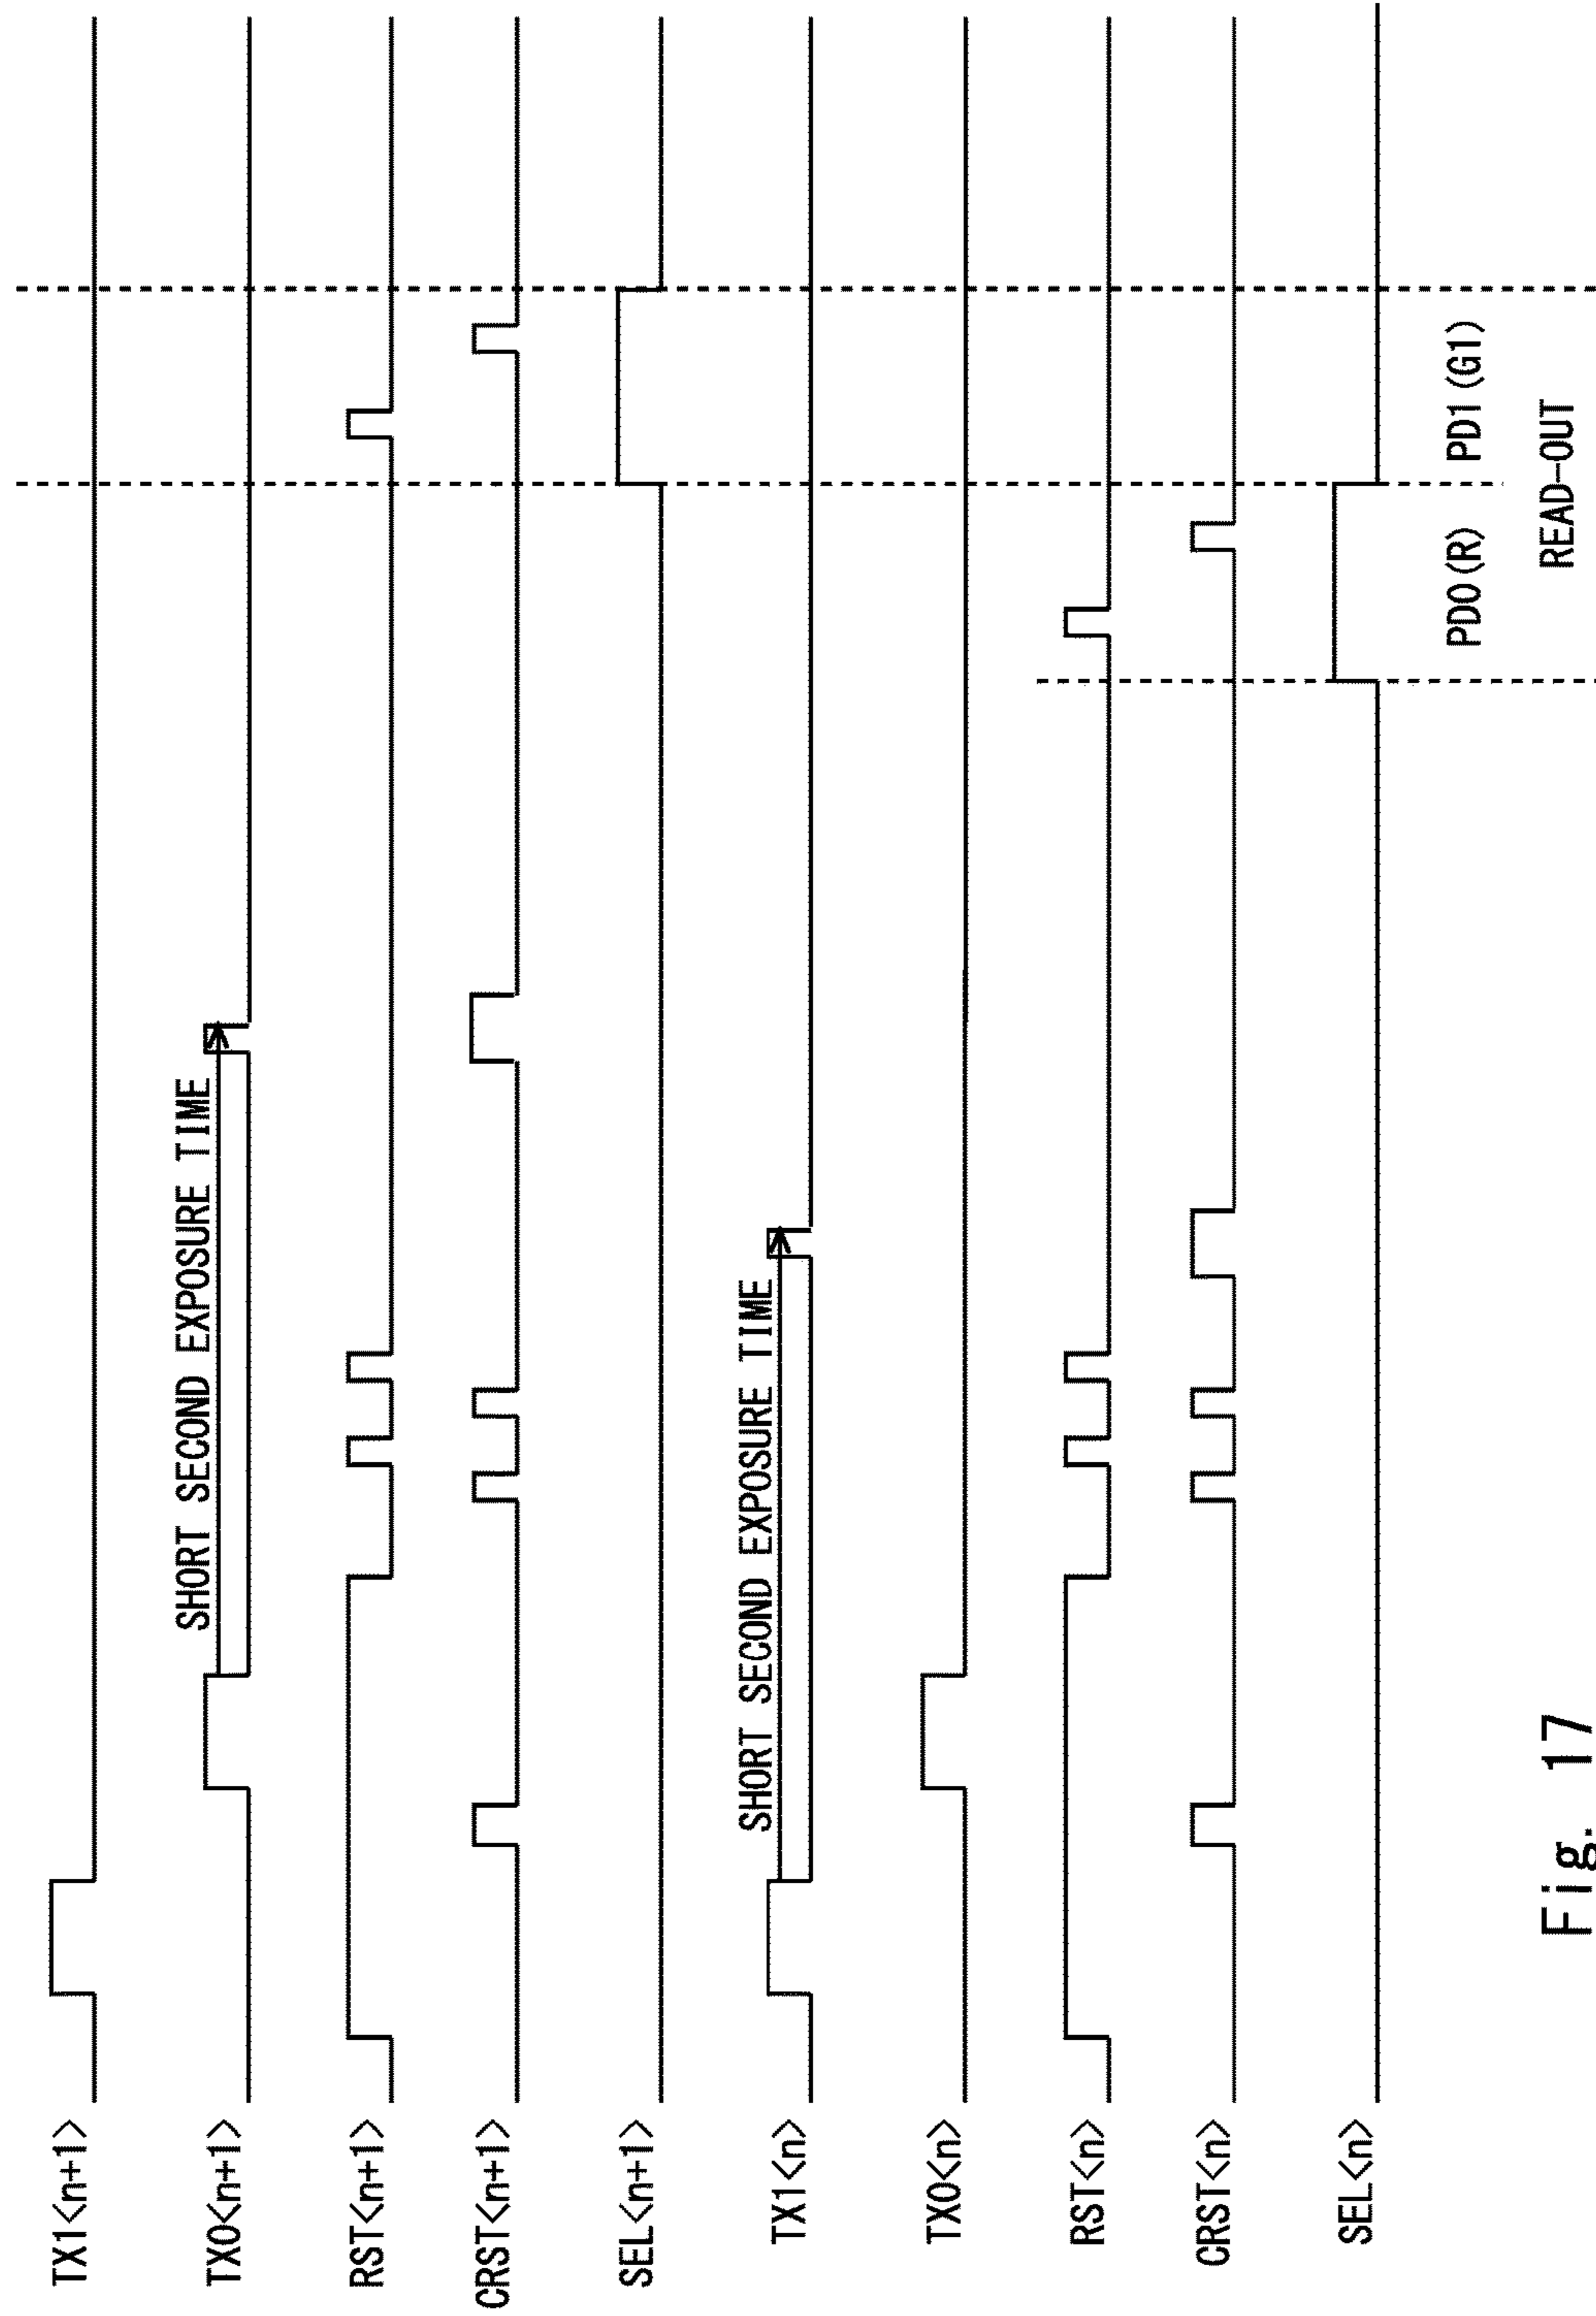 TX1<n+1>
SHORT SECOND EXPOSURE TIME
TX0<n+1>
RST<n+1>
CRST<n+1>
SEL<n+1>
SHORT SECOND EXPOSURE TIME
TX1<n>
TX0<n>
RST<n>
CRST<n>
SEL<n>
PD0(R) PD1(G1)
READ-OUT
Fig. 17